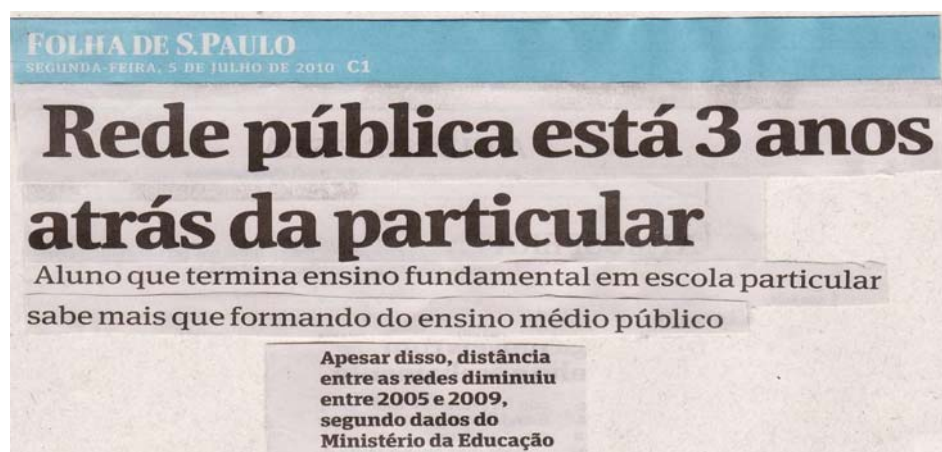 FOLHA DE S.PAULO
SEGUNDA-FEIRA, 5 DE JULHO DE 2010 C1
Rede pública está 3 anos
atrás da particular
Aluno que termina ensino fundamental em escola particular
sabe mais que formando do ensino médio público
Apesar disso, distância
entre as redes diminuiu
entre 2005 e 2009,
segundo dados do
Ministério da Educação